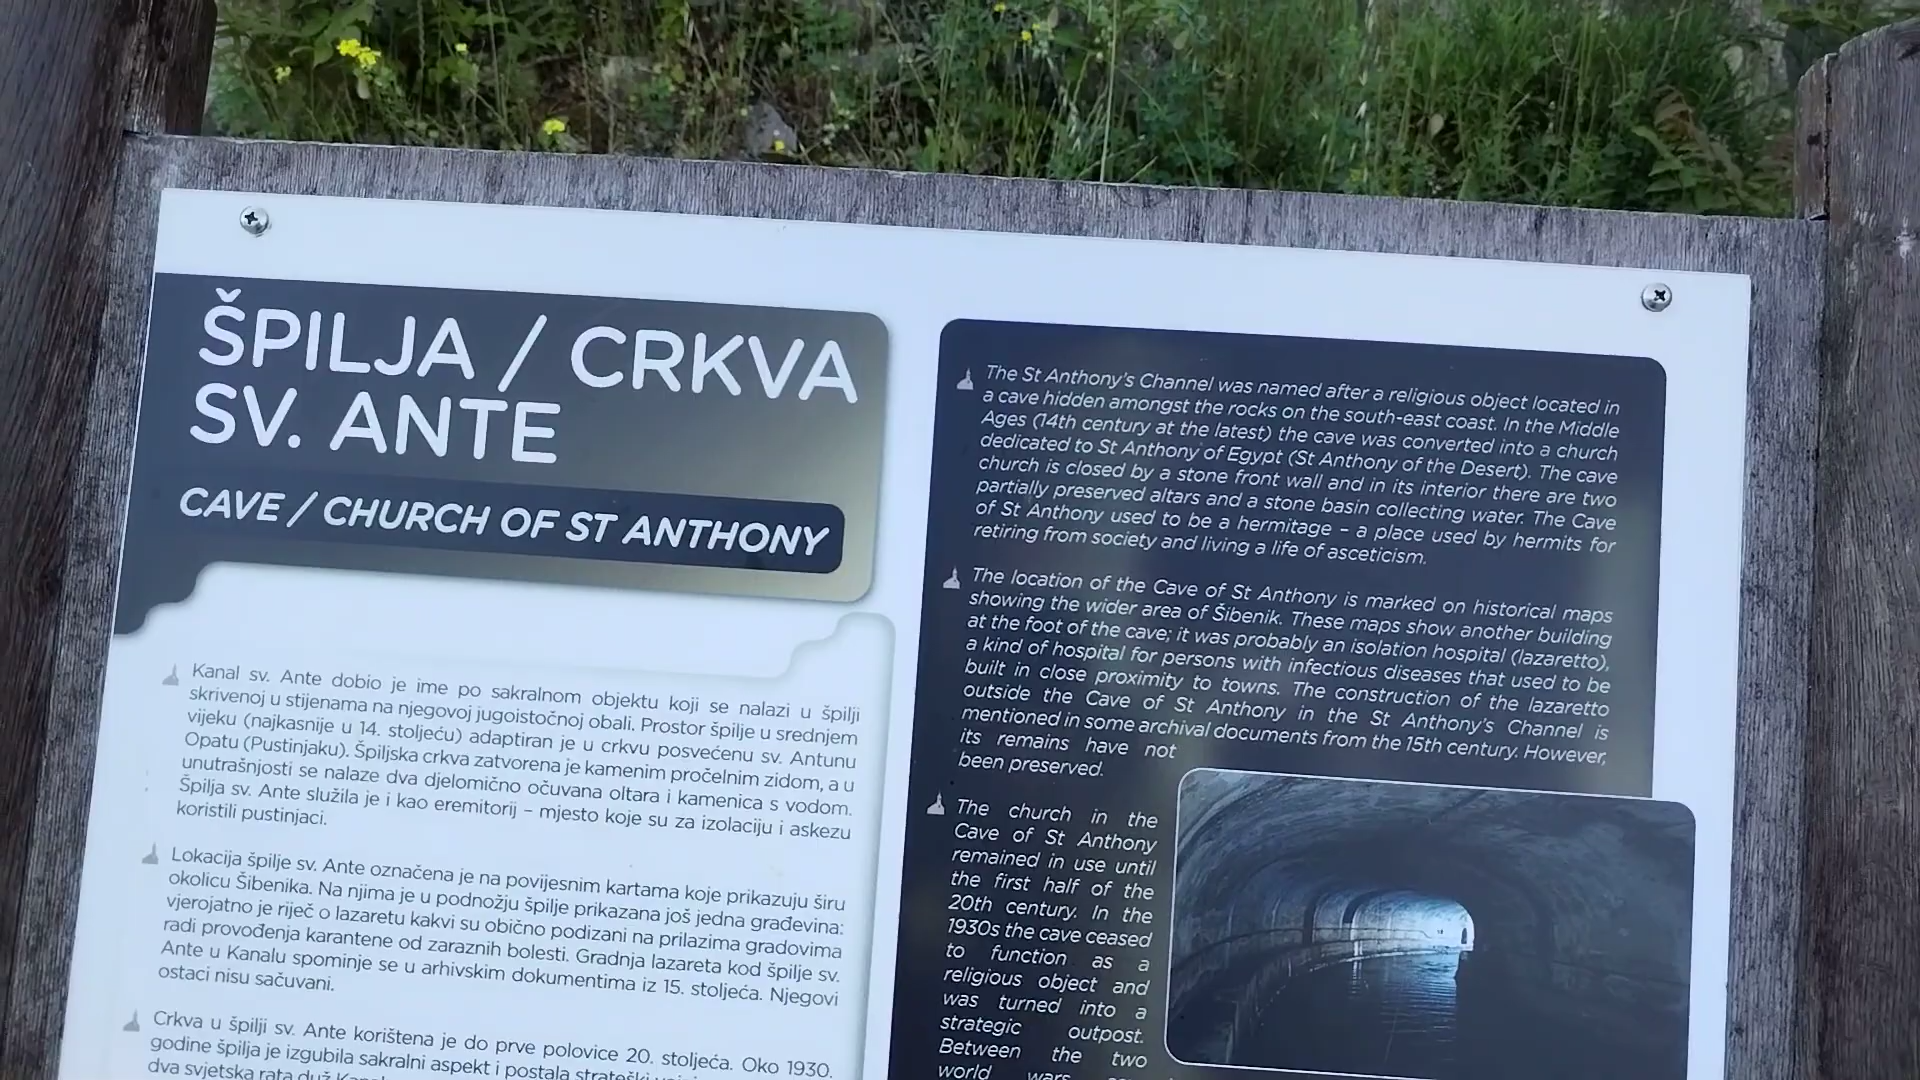 ŠPILJA / CRKVA
SV. ANTE
CAVE / CHURCH OF ST ANTHONY
Kanal sv. Ante dobio je ime po sakralnom objektu koji se nalazi u špilji
skrivenoj u stijenama na njegovoj jugoistočnoj obali. Prostor špilje u srednjem
vijeku (najkasnije u 14. stoljeću) adaptiran je u crkvu posvećenu sv. Antunu
Opatu (Pustinjaku). Špiljska crkva zatvorena je kamenim pročelnim zidom, a u
unutrašnjosti se nalaze dva djelomično očuvana oltara i kamenica s vodom.
Špilja sv. Ante služila je i kao eremitorij – mjesto koje su za izolaciju i askezu
koristili pustinjaci.
Lokacija špilje sv. Ante označena je na povijesnim kartama koje prikazuju širu
okolicu Šibenika. Na njima je u podnožju špilje prikazana još jedna građevina:
vjerojatno je riječ o lazaretu kakvi su obično podizani na prilazima gradovima
radi provođenja karantene od zaraznih bolesti. Gradnja lazareta kod špilje sv.
Ante u Kanalu spominje se u arhivskim dokumentima iz 15. stoljeća. Njegovi
ostaci nisu sačuvani.
Crkva u špilji sv. Ante korištena je do prve polovice 20. stoljeća. Oko 1930.
godine špilja je izgubila sakralni aspekt i postala strateški
dva svjetska rata duž
The St Anthony's Channel was named after a religious object located in
a cave hidden amongst the rocks on the south-east coast. In the Middle
Ages (14th century at the latest) the cave was converted into a church
dedicated to St Anthony of Egypt (St Anthony of the Desert). The cave
church is closed by a stone front wall and in its interior there are two
partially preserved altars and a stone basin collecting water. The Cave
of St Anthony used to be a hermitage – a place used by hermits for
retiring from society and living a life of asceticism.
The location of the Cave of St Anthony is marked on historical maps
showing the wider area of Šibenik. These maps show another building
at the foot of the cave; it was probably an isolation hospital (lazaretto),
a kind of hospital for persons with infectious diseases that used to be
built in close proximity to towns. The construction of the lazaretto
outside the Cave of St Anthony in the St Anthony's Channel is
mentioned in some archival documents from the 15th century. However,
its remains have not
been preserved.
The church in the
Cave of St Anthony
remained in use until
the first half of the
20th century. In the
1930s the cave ceased
to function as a
religious object and
was turned into a
strategic outpost.
Between the two
world wars